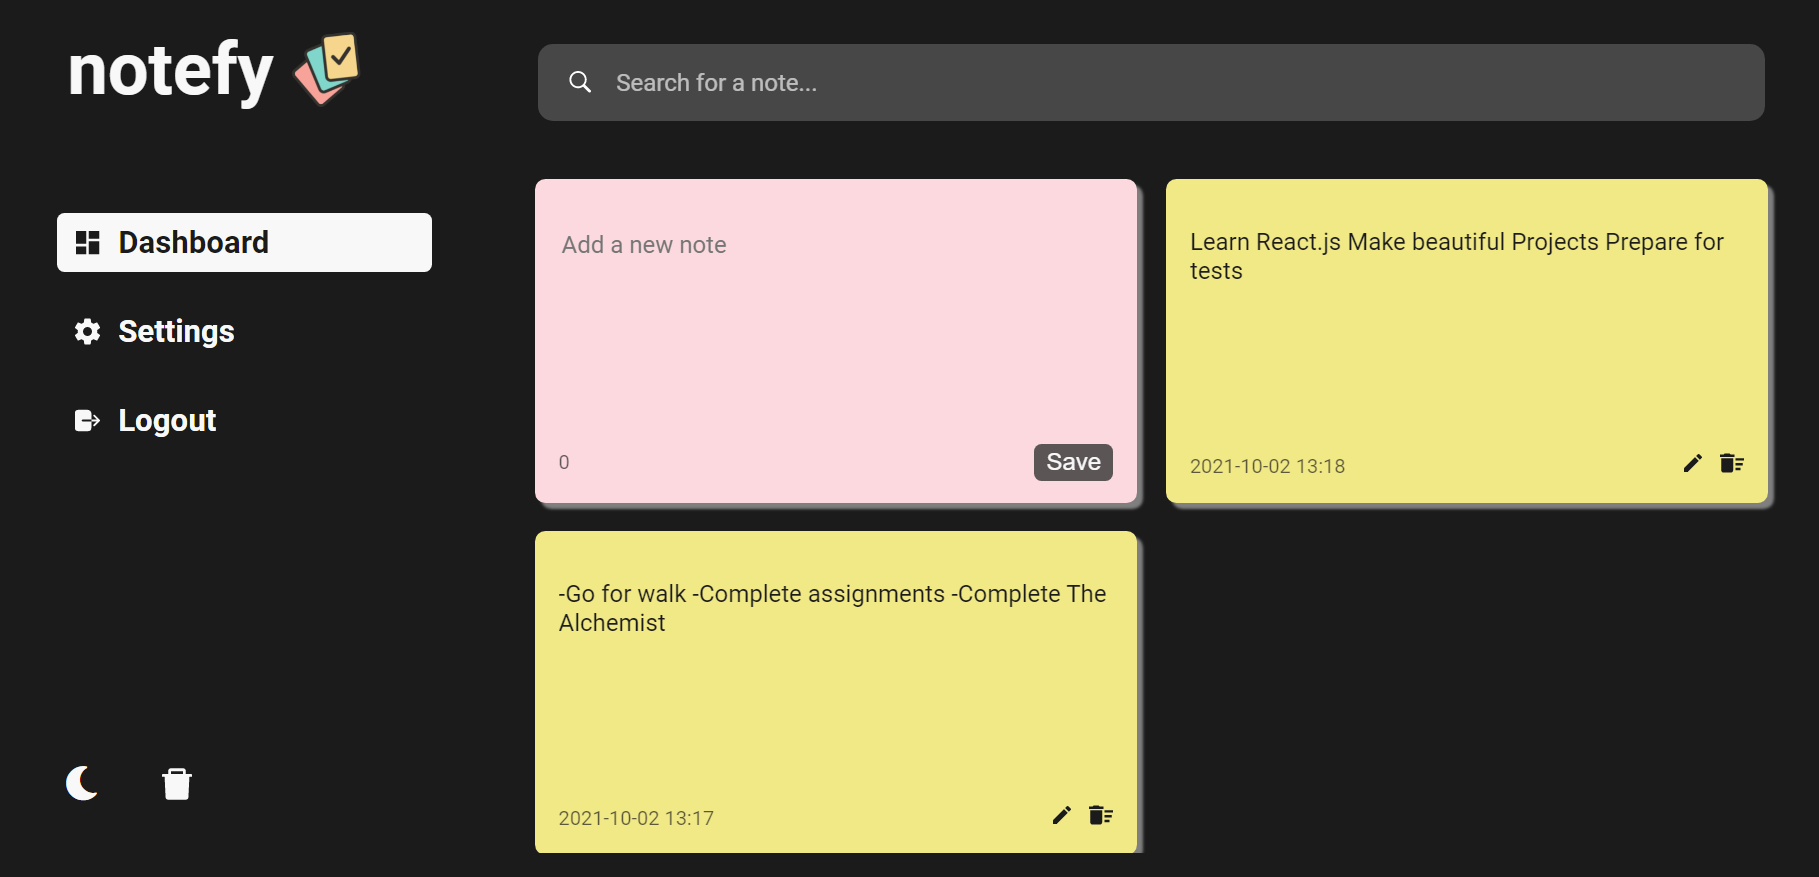 notefy
Search for a note...
Dashboard
Settings
Logout
Add a new note
0
Save
Learn React.js Make beautiful Projects Prepare for
tests
2021-10-02 13:18
-Go for walk -Complete assignments -Complete The
Alchemist
2021-10-02 13:17